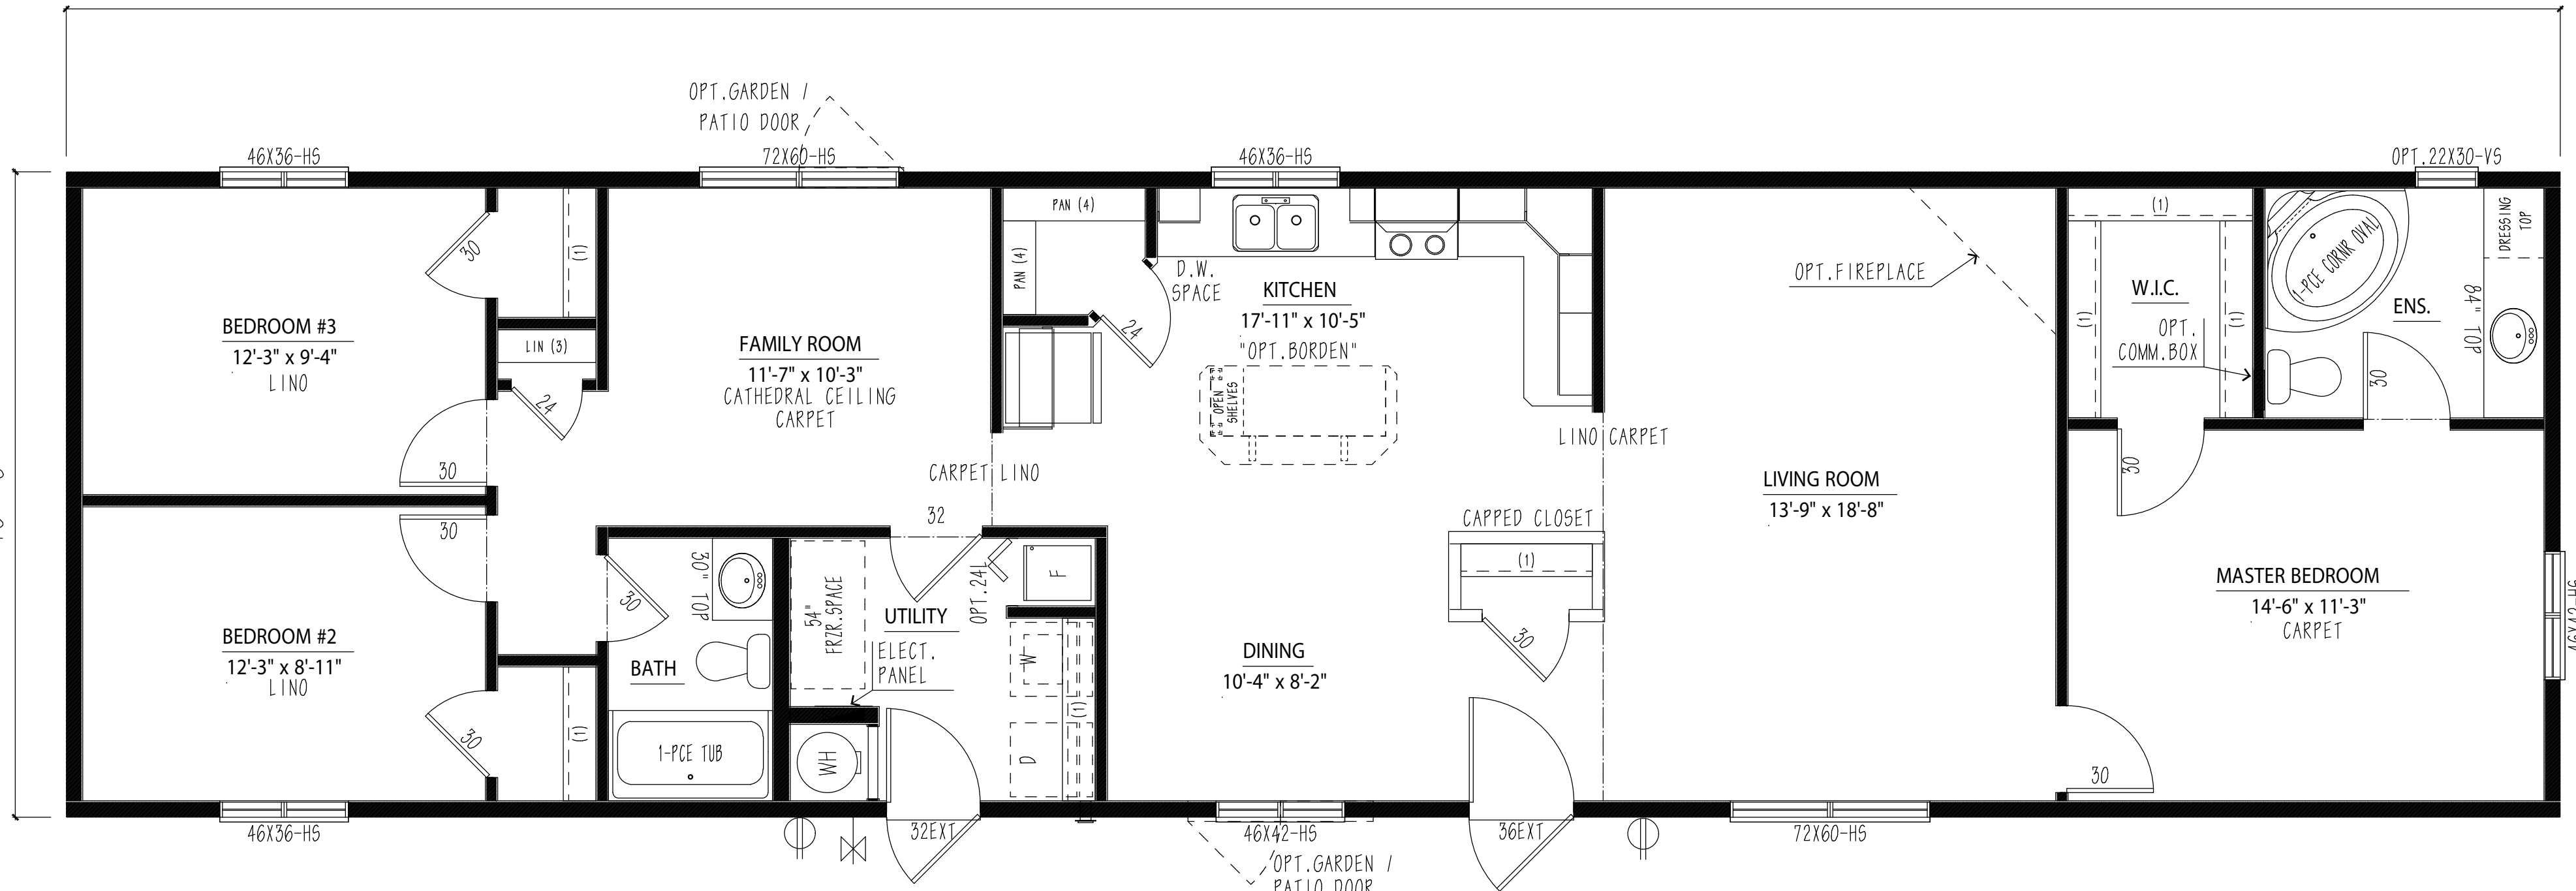 OPT.GARDEN /
PATIO DOOR
46X36-HS
72X60-HS
46X36-HS
OPT.22X30-VS
30
(1)
BEDROOM #3
12'-3" x 9'-4"
LINO
LIN (3)
24
30
FAMILY ROOM
11'-7" x 10'-3"
CATHEDRAL CEILING
CARPET
PAN (4)
PAN (4)
24
D.W.
SPACE
KITCHEN
17'-11" x 10'-5"
"OPT.BORDEN"
OPEN
SHELVES
CARPET LINO
LINO CARPET
OPT.FIREPLACE
LIVING ROOM
13'-9" x 18'-8"
(1)
(1)
(1)
W.I.C.
OPT.
COMM.BOX
30
1-PCE CORNR OVAL
ENS.
30
DRESSING
TOP
84" TOP
MASTER BEDROOM
14'-6" x 11'-3"
CARPET
30
46X42-HS
30
BEDROOM #2
12'-3" x 8'-11"
LINO
30
(1)
30
30" TOP
BATH
1-PCE TUB
54"
FRZR.SPACE
32
UTILITY
ELECT.
PANEL
OPT.24L
F
W
D
(1)
WH
DINING
10'-4" x 8'-2"
CAPPED CLOSET
(1)
30
46X36-HS
32EXT
46X42-HS
36EXT
72X60-HS
OPT.GARDEN /
PATIO DOOR